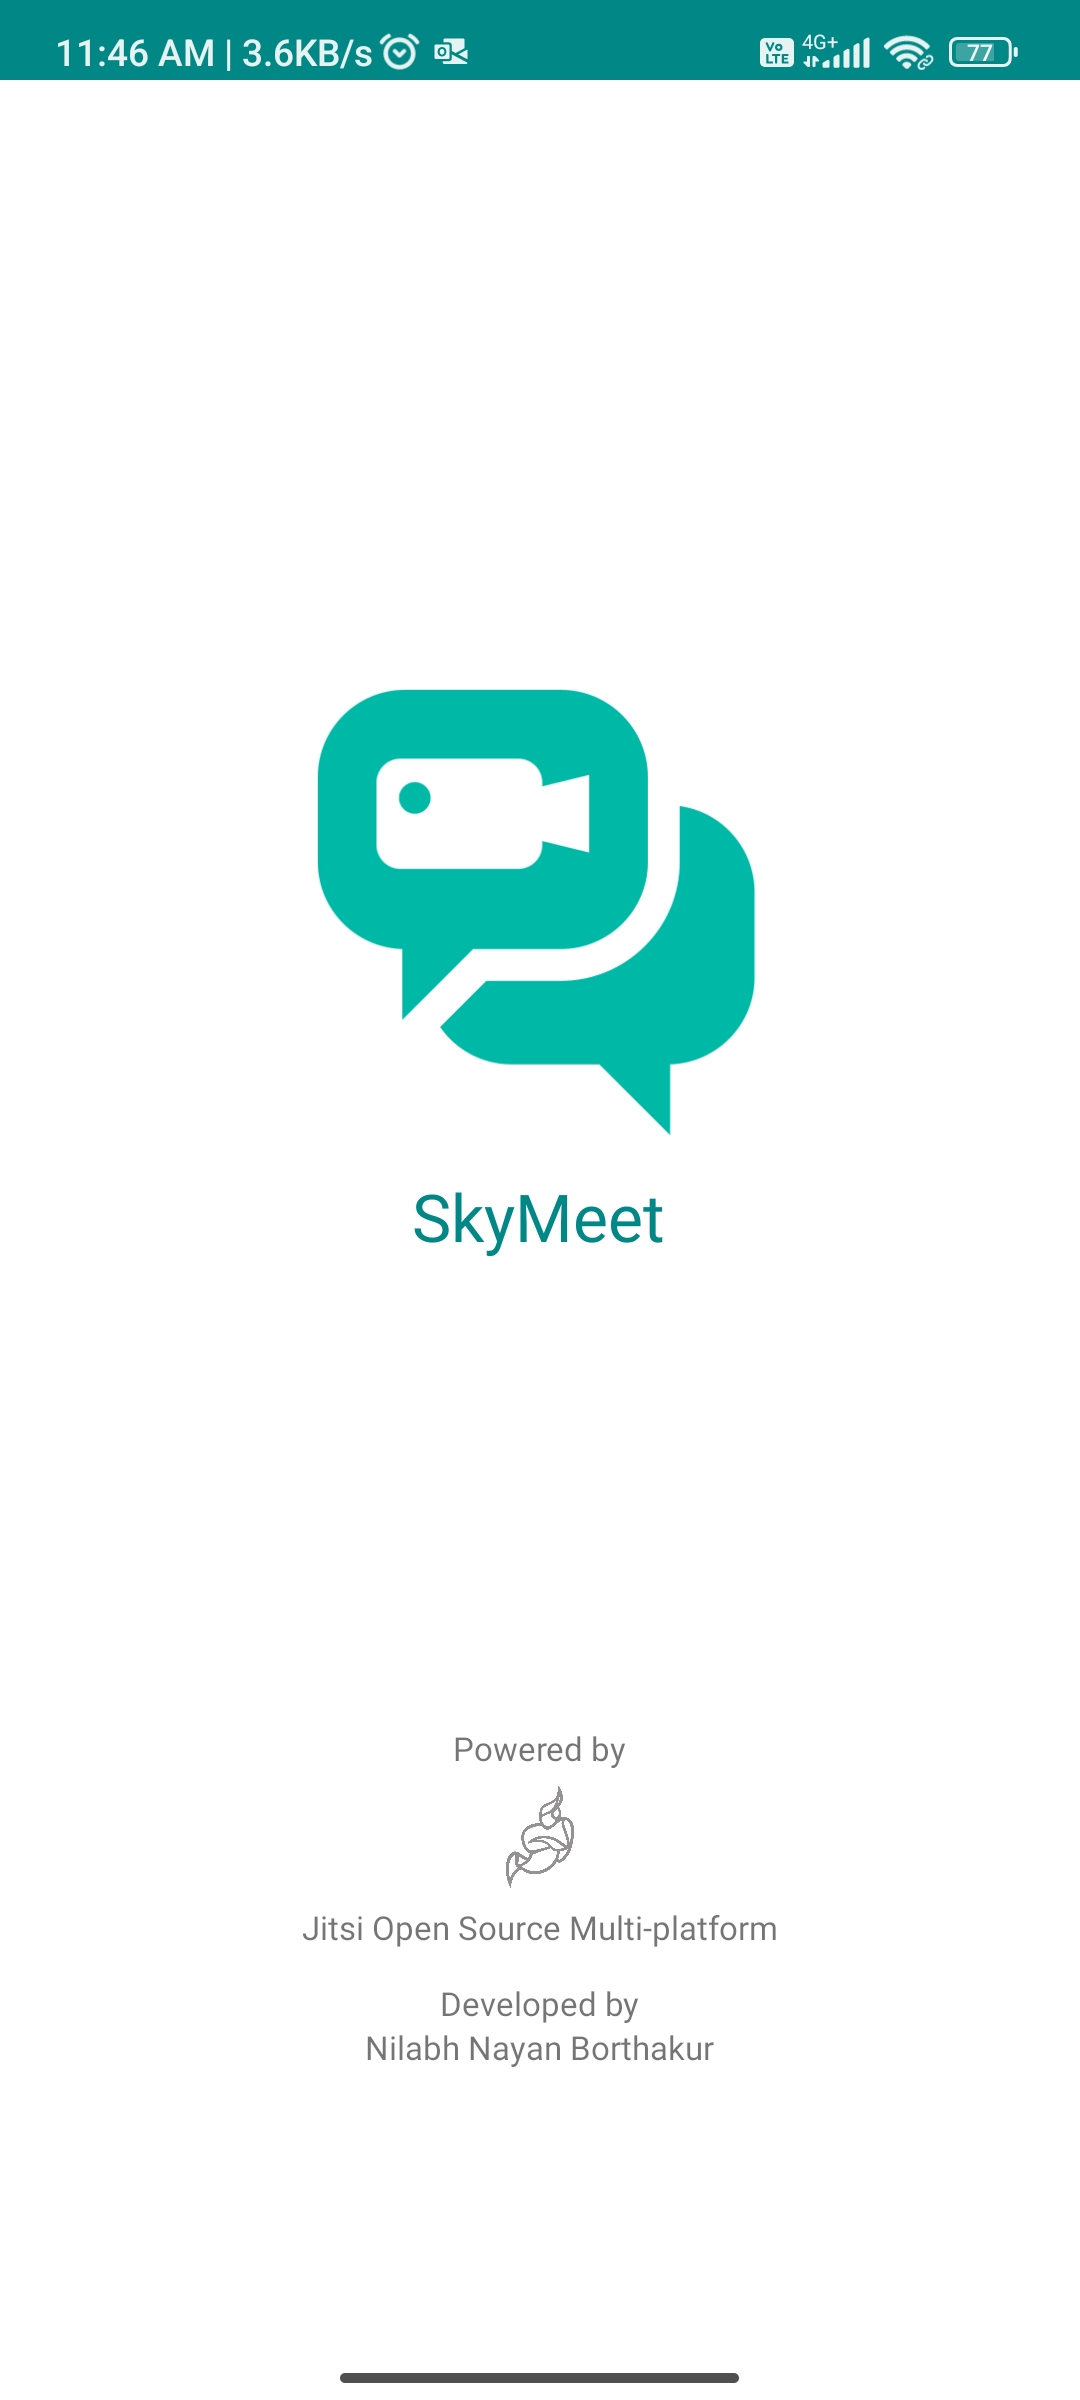 11:46 AM | 3.6KB/s
Vo LTE 4G+ 77
SkyMeet
Powered by
Jitsi Open Source Multi-platform
Developed by
Nilabh Nayan Borthakur